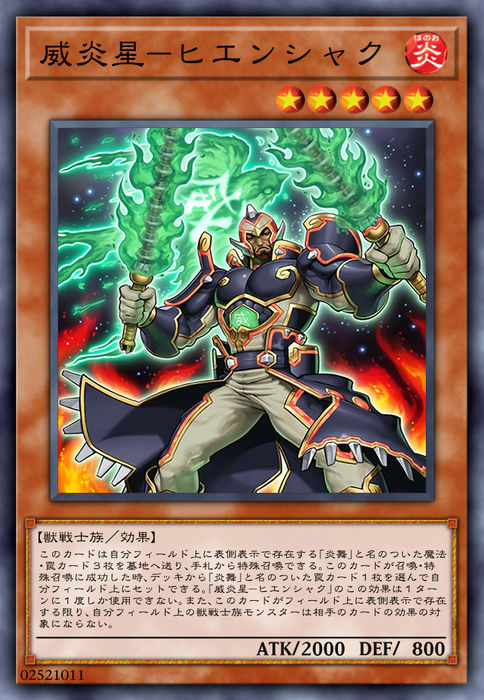 威炎星－ヒエンシャク
ほのお
炎
威
【獣戦士族／効果】
このカードは自分フィールド上に表側表示で存在する「炎舞」と名のついた魔法
・罠カード３枚を墓地へ送り、手札から特殊召喚できる。このカードが召喚・特
殊召喚に成功した時、デッキから「炎舞」と名のついた罠カード１枚を選んで自
分フィールド上にセットできる。「威炎星－ヒエンシャク」のこの効果は１ター
ンに１度しか使用できない。また、このカードがフィールド上に表側表示で存在
する限り、自分フィールド上の獣戦士族モンスターは相手のカードの効果の対
象にならない。
ATK/2000 DEF/ 800
02521011